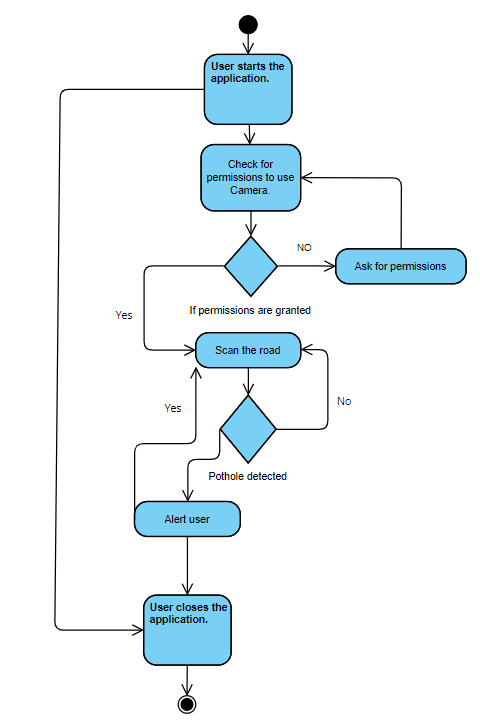 User starts the
application.
Check for
permissions to use
Camera.
NO
Ask for permissions
If permissions are granted
Yes
Scan the road
No
Yes
Pothole detected
Alert user
User closes the
application.